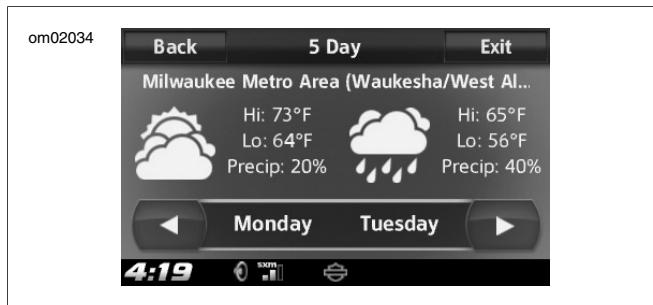 om02034
Back 5 Day Exit
Milwaukee Metro Area (Waukesha/West Al...
Hi: 73°F Hi: 65°F
Lo: 64°F Lo: 56°F
Precip: 20% Precip: 40%
Monday Tuesday
4:19 sxm